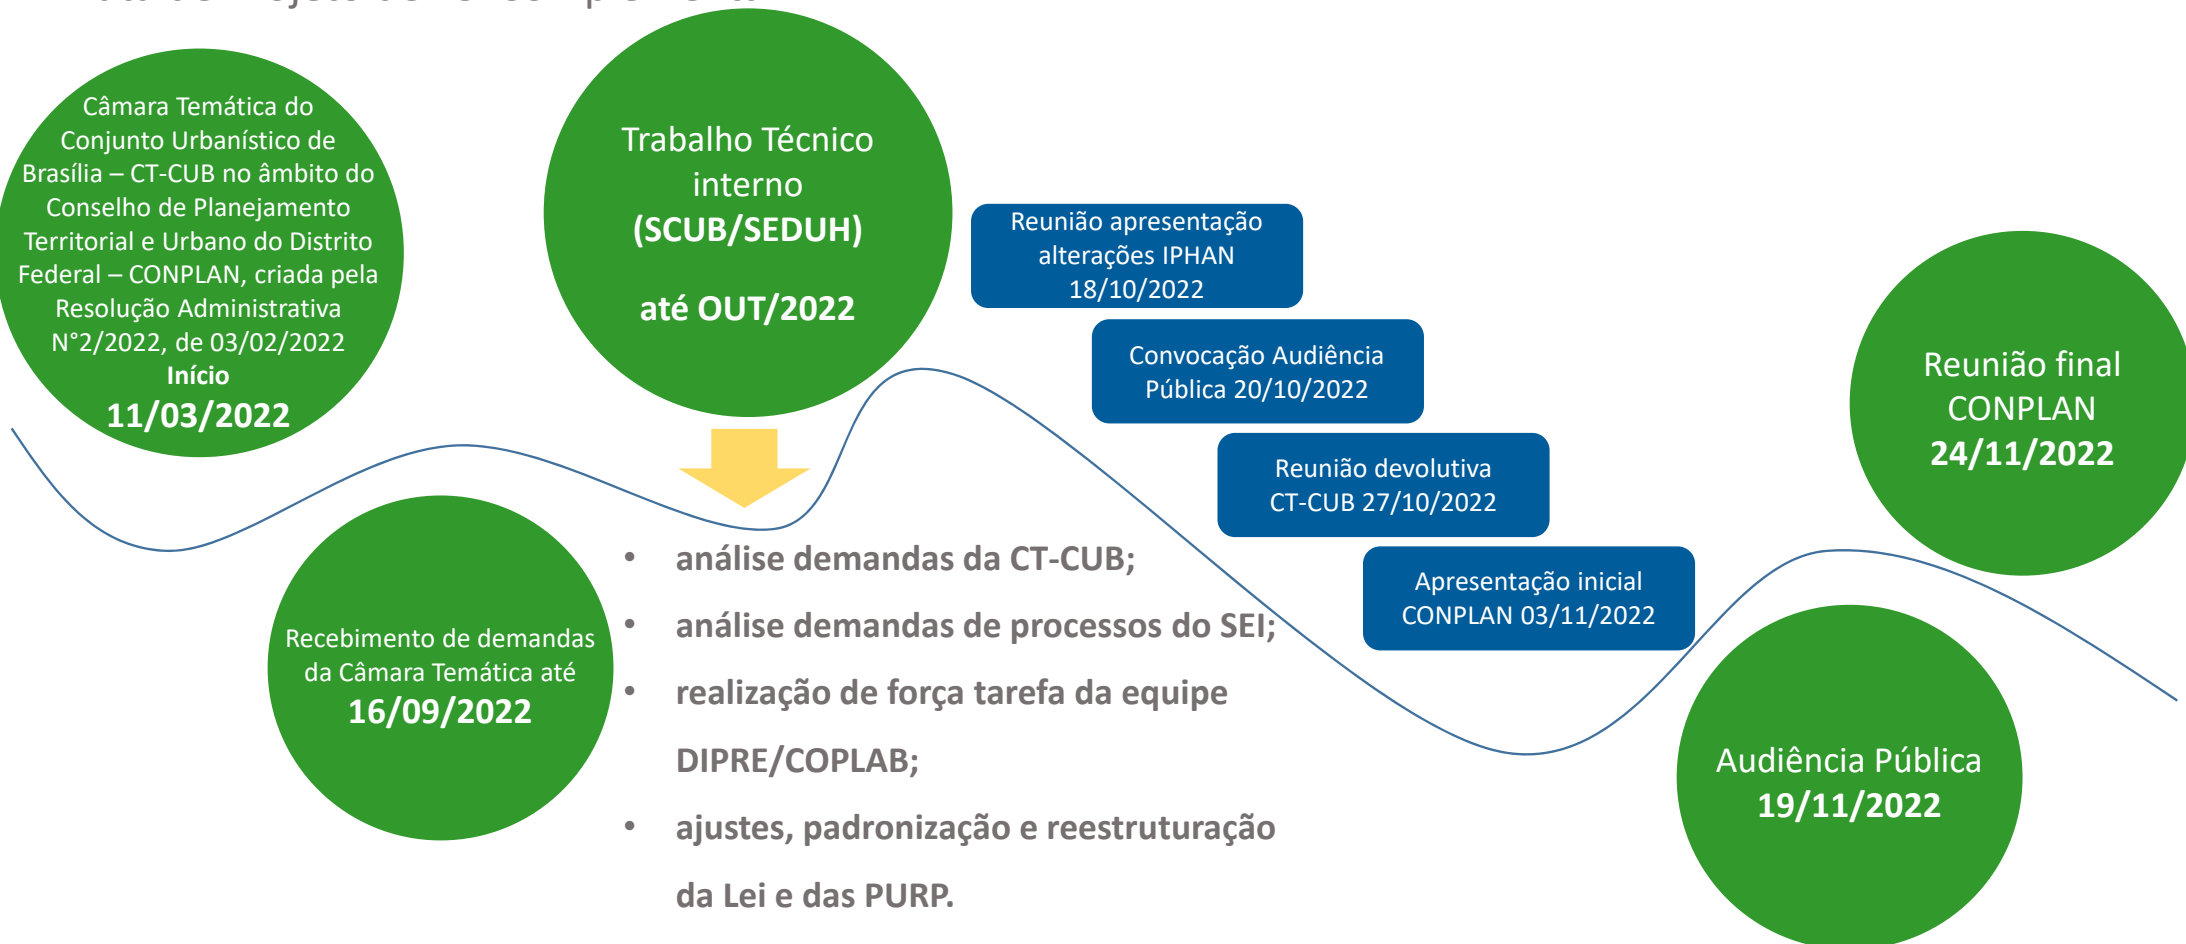 Câmara Temática do
Conjunto Urbanístico de
Brasília – CT-CUB no âmbito do
Conselho de Planejamento
Territorial e Urbano do Distrito
Federal – CONPLAN, criada pela
Resolução Administrativa
N°2/2022, de 03/02/2022
Início
11/03/2022
Recebimento de demandas
da Câmara Temática até
16/09/2022
Trabalho Técnico
interno
(SCUB/SEDUH)
até OUT/2022
• análise demandas da CT-CUB;
• análise demandas de processos do SEI;
• realização de força tarefa da equipe
DIPRE/COPLAB;
• ajustes, padronização e reestruturação
da Lei e das PURP.
Reunião apresentação
alterações IPHAN
18/10/2022
Convocação Audiência
Pública 20/10/2022
Reunião devolutiva
CT-CUB 27/10/2022
Apresentação inicial
CONPLAN 03/11/2022
Audiência Pública
19/11/2022
Reunião final
CONPLAN
24/11/2022